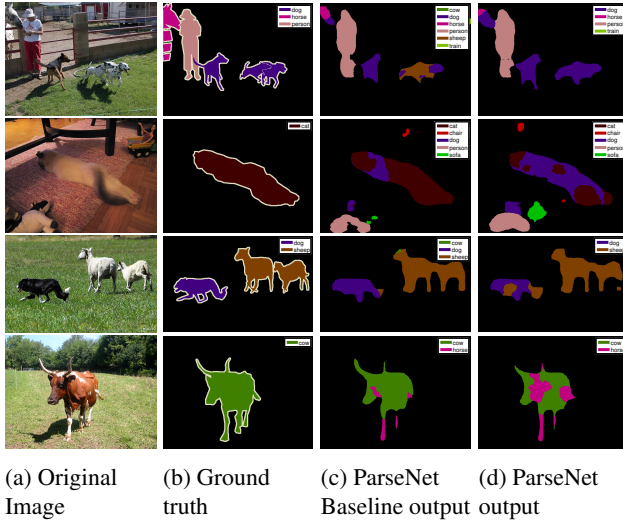 dog
horse
person
cow
dog
horse
person
sheep
train
dog
horse
person
train
cat
cat
chair
dog
person
sofa
cat
chair
dog
person
sofa
dog
sheep
cow
dog
sheep
dog
sheep
cow
cow
horse
cow
horse
(a) Original
Image
(b) Ground
truth
(c) ParseNet
Baseline output
(d) ParseNet
output